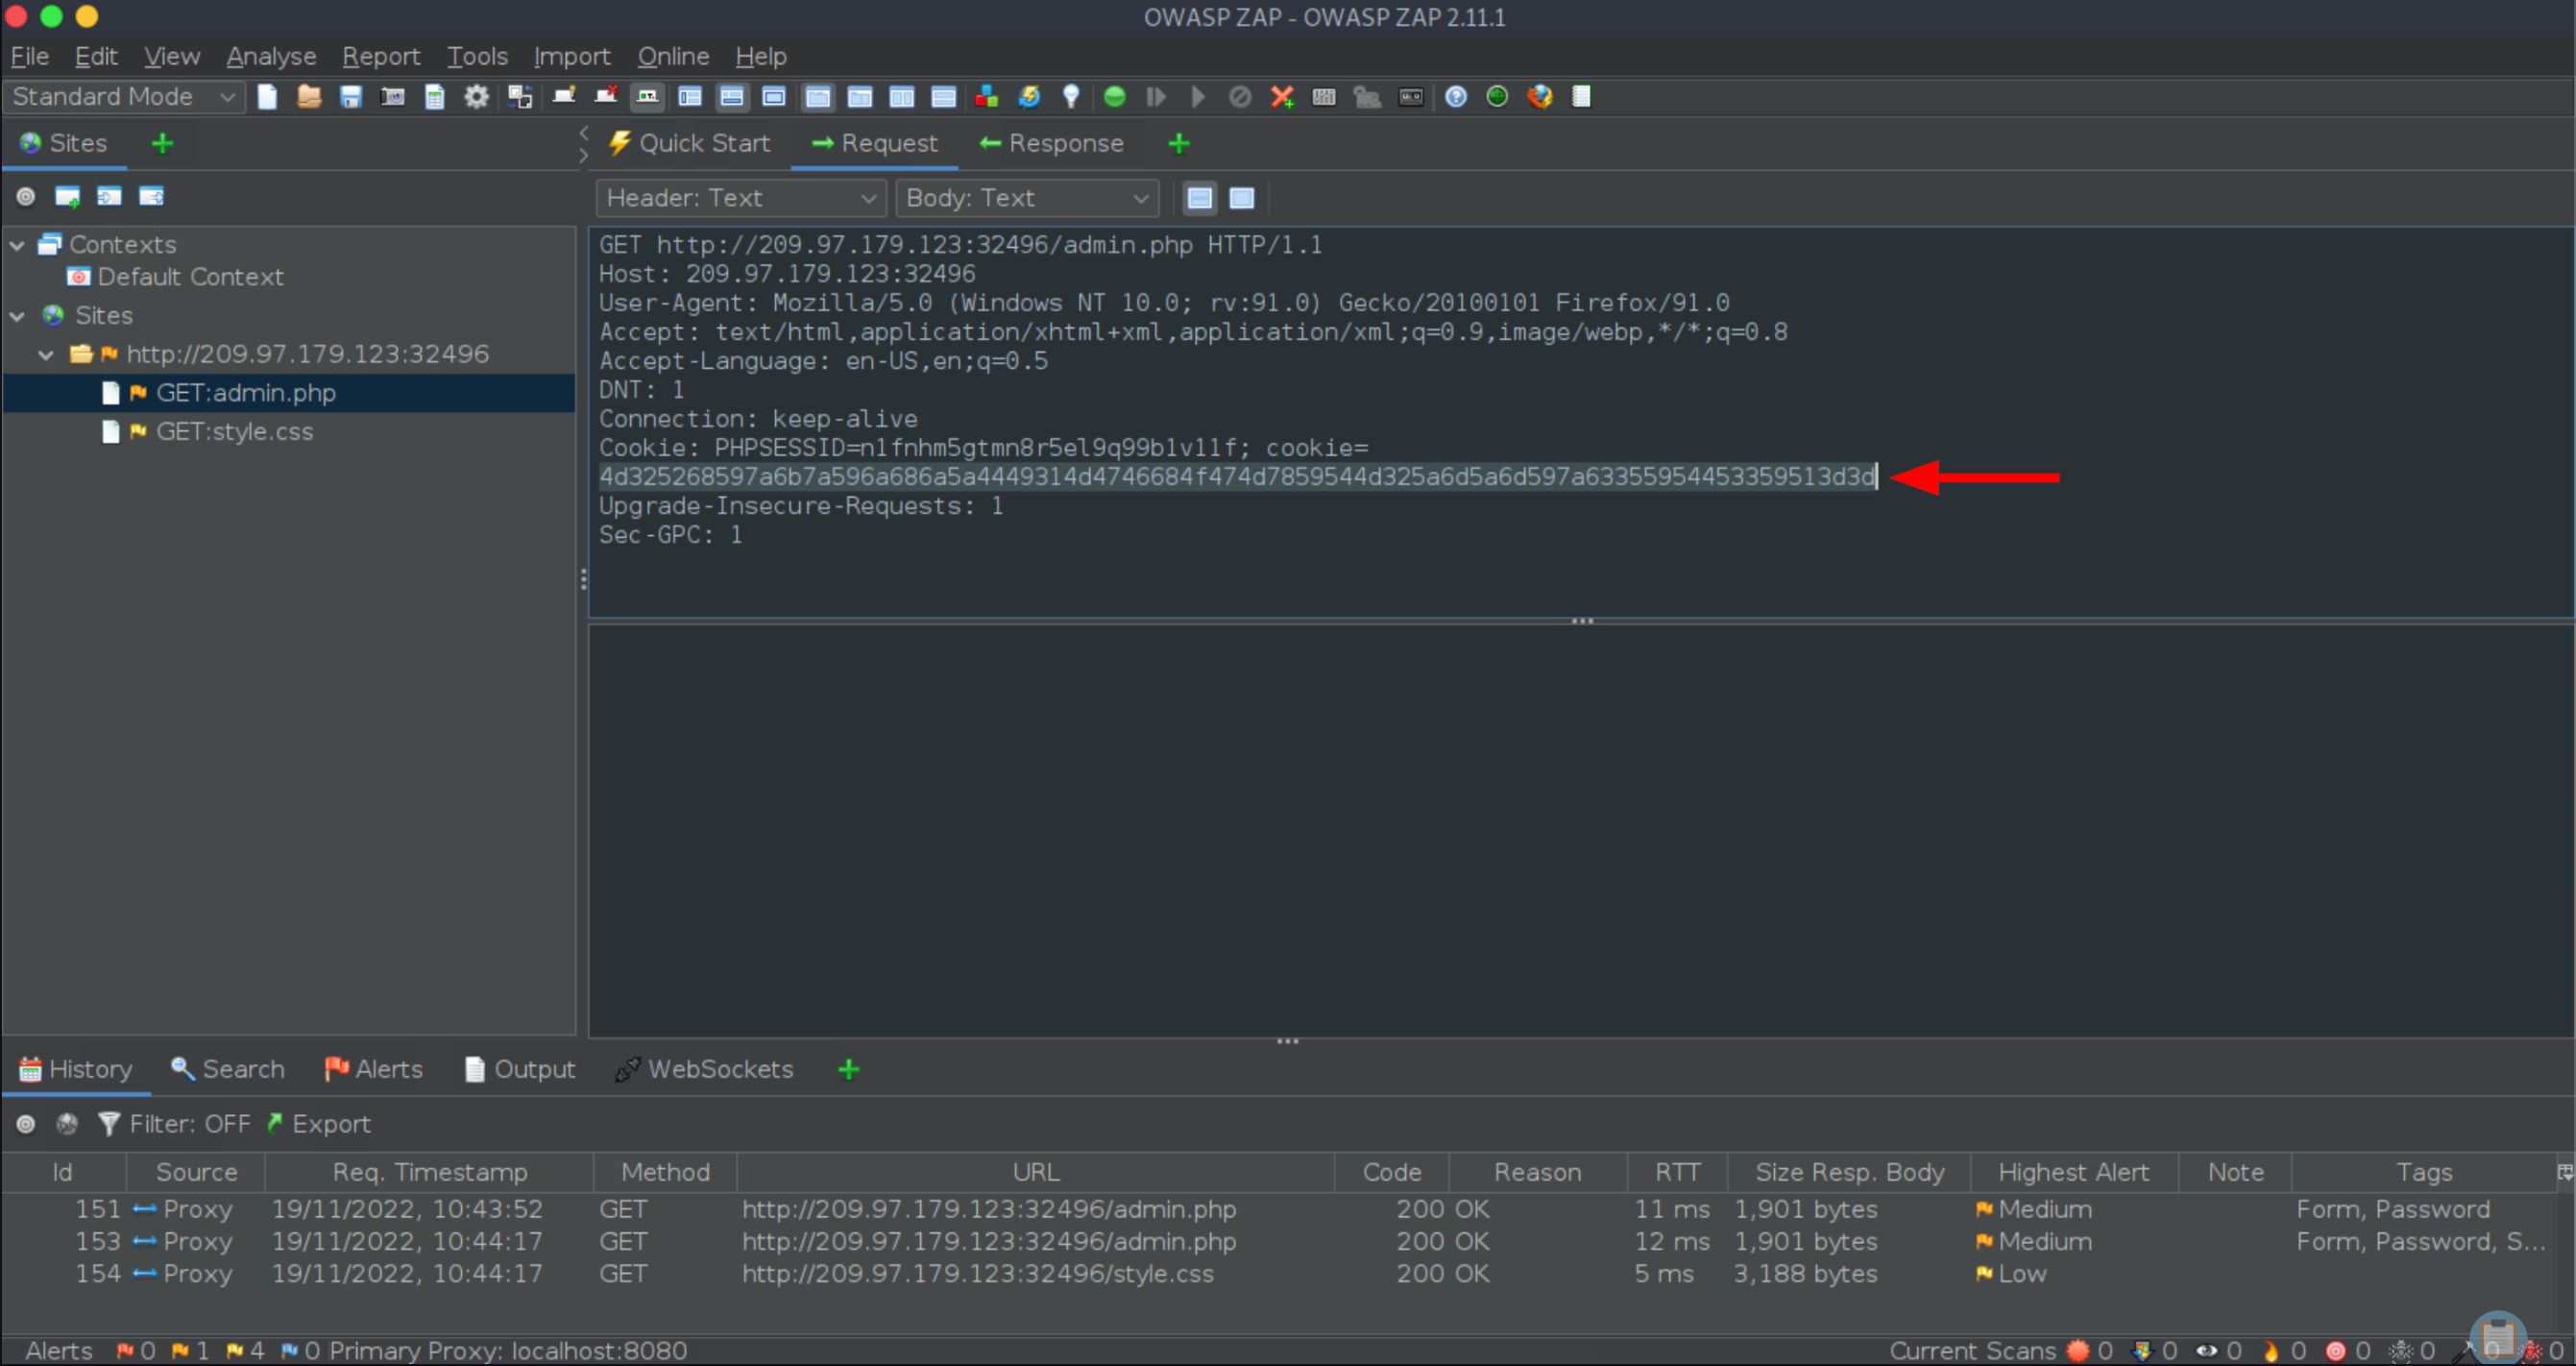 OWASP ZAP - OWASP ZAP 2.11.1
File Edit View Analyse Report Tools Import Online Help
Standard Mode
Sites
Quick Start Request Response
Header: Text Body: Text
Contexts
Default Context
Sites
http://209.97.179.123:32496
GET:admin.php
GET:style.css
GET http://209.97.179.123:32496/admin.php HTTP/1.1
Host: 209.97.179.123:32496
User-Agent: Mozilla/5.0 (Windows NT 10.0; rv:91.0) Gecko/20100101 Firefox/91.0
Accept: text/html,application/xhtml+xml,application/xml;q=0.9,image/webp,*/*;q=0.8
Accept-Language: en-US,en;q=0.5
DNT: 1
Connection: keep-alive
Cookie: PHPSESSID=n1fnhm5gtmn8r5el9q99b1v11f; cookie=
4d325268597a6b7a596a686a5a4449314d4746684f474d7859544d325a6d5a6d597a63355954453359513d3d
Upgrade-Insecure-Requests: 1
Sec-GPC: 1
History Search Alerts Output WebSockets
Filter: OFF Export
Id Source Req. Timestamp Method URL Code Reason RTT Size Resp. Body Highest Alert Note Tags
151 Proxy 19/11/2022, 10:43:52 GET http://209.97.179.123:32496/admin.php 200 OK 11 ms 1,901 bytes Medium Form, Password
153 Proxy 19/11/2022, 10:44:17 GET http://209.97.179.123:32496/admin.php 200 OK 12 ms 1,901 bytes Medium Form, Password, S...
154 Proxy 19/11/2022, 10:44:17 GET http://209.97.179.123:32496/style.css 200 OK 5 ms 3,188 bytes Low
Alerts 0 1 4 0 Primary Proxy: localhost:8080 Current Scans 0 0 0 0 0 0 0 0